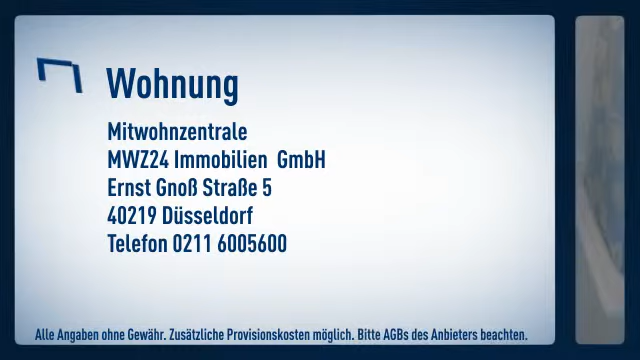 Wohnung
Mitwohnzentrale
MWZ24 Immobilien GmbH
Ernst Gnoß Straße 5
40219 Düsseldorf
Telefon 0211 6005600
Alle Angaben ohne Gewähr. Zusätzliche Provisionskosten möglich. Bitte AGBs des Anbieters beachten.